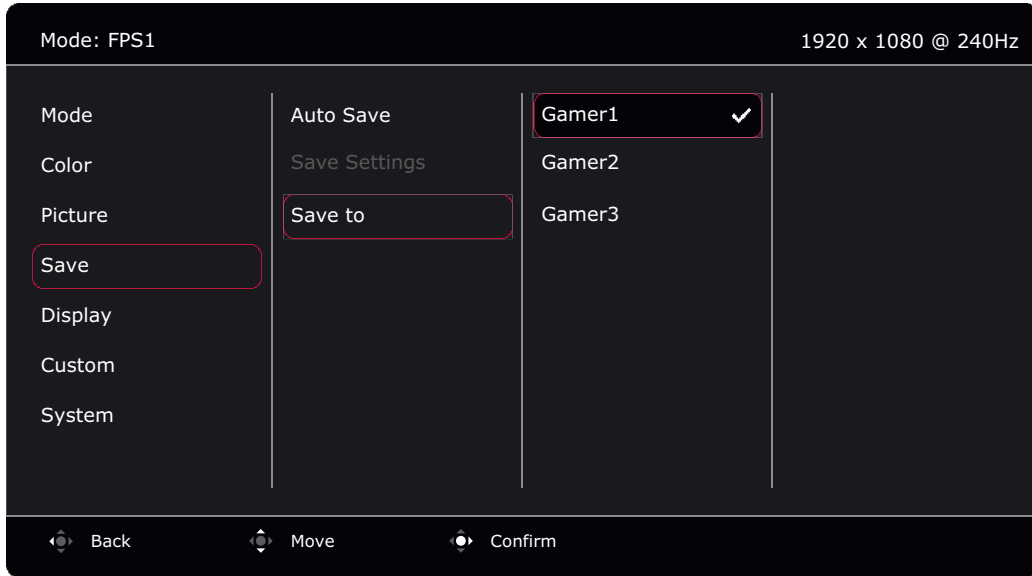 Mode: FPS1
1920 x 1080 @ 240Hz
Mode
Color
Picture
Save
Display
Custom
System
Auto Save
Save Settings
Save to
Gamer1
Gamer2
Gamer3
Back
Move
Confirm